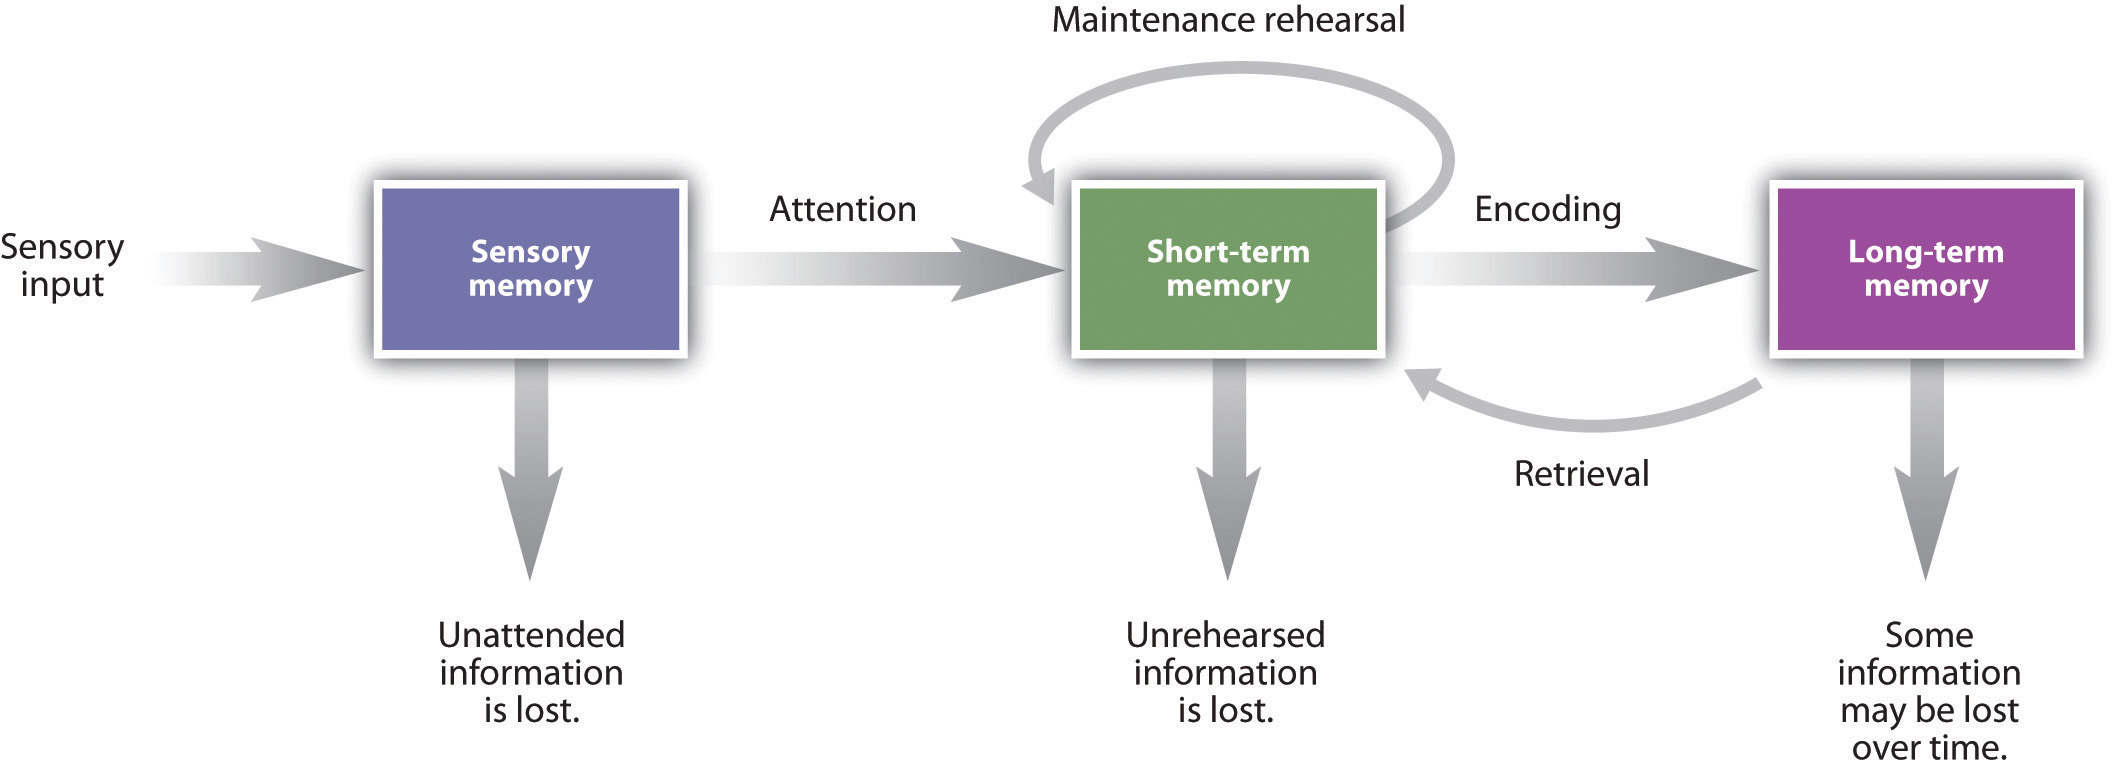 Maintenance rehearsal
Sensory
input
Sensory
memory
Attention
Short-term
memory
Encoding
Long-term
memory
Retrieval
Unattended
information
is lost.
Unrehearsed
information
is lost.
Some
information
may be lost
over time.